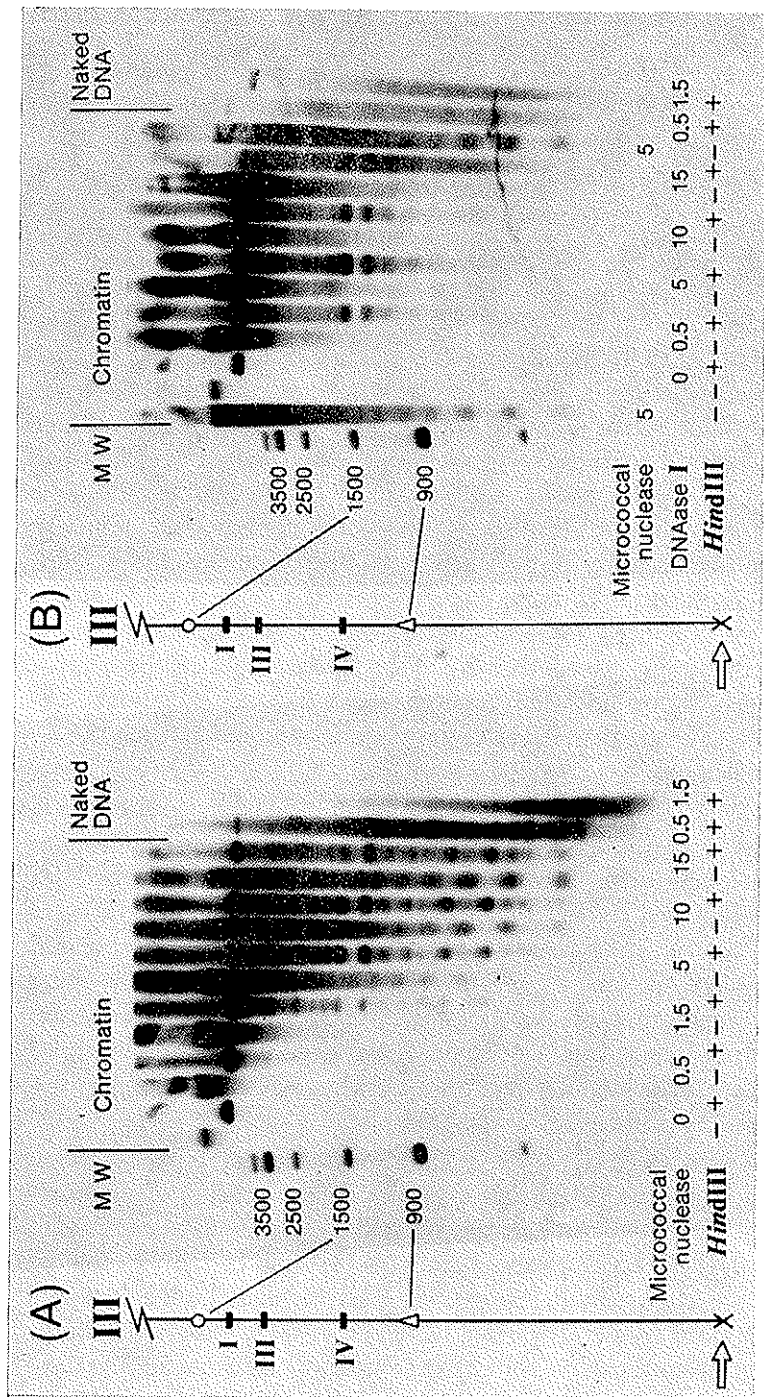 (A)
III
I
III
IV
X
M W
Chromatin
Naked
DNA
3500
2500
1500
900
Micrococcal
nuclease
0 0.5 1.5 5 10 15 0.5 1.5
HindIII
− + − + − + − + − + − + + +
(B)
III
I
III
IV
X
M W
Chromatin
Naked
DNA
3500
2500
1500
900
Micrococcal
nuclease
5 5
DNAase I
0 0.5 5 10 15 0.5 1.5
HindIII
− − + − + − + − + − + − + +